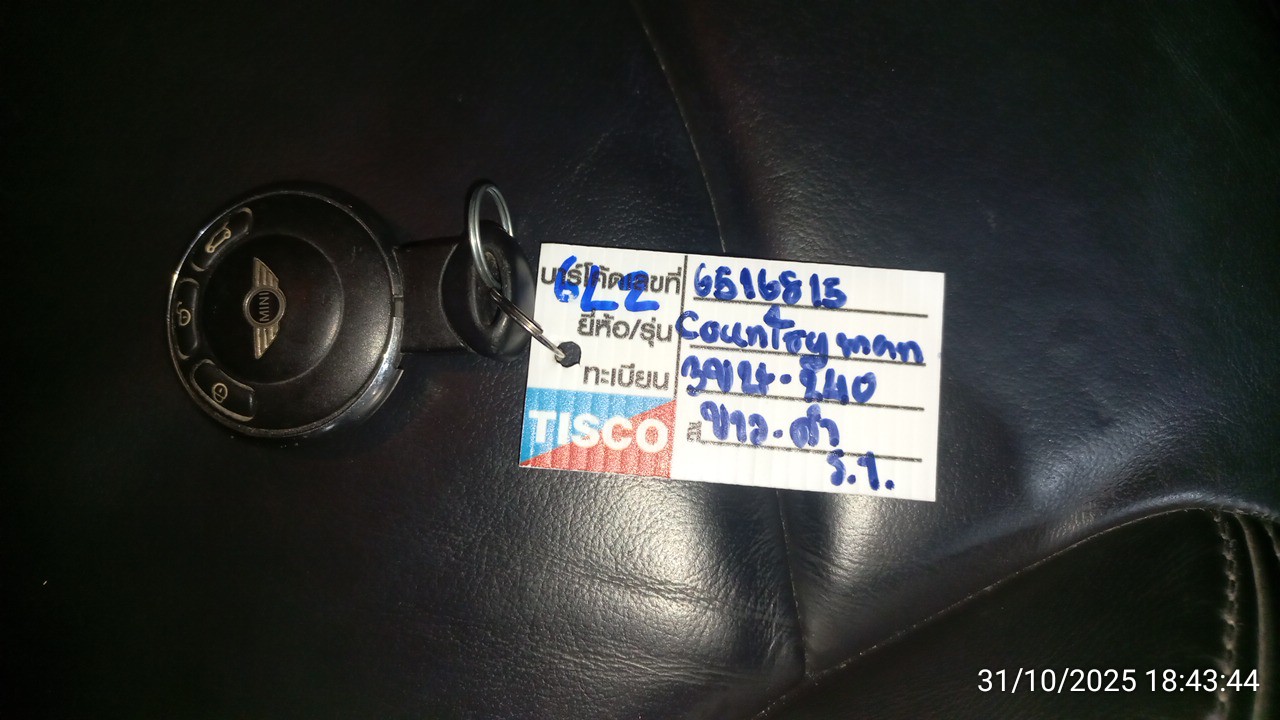 MINI
บาร์โค้ดเลขที่ 6516815
6L2
ยี่ห้อ/รุ่น Countryman
ทะเบียน
TISCO
สี ขาว-ดำ
31/10/2025 18:43:44